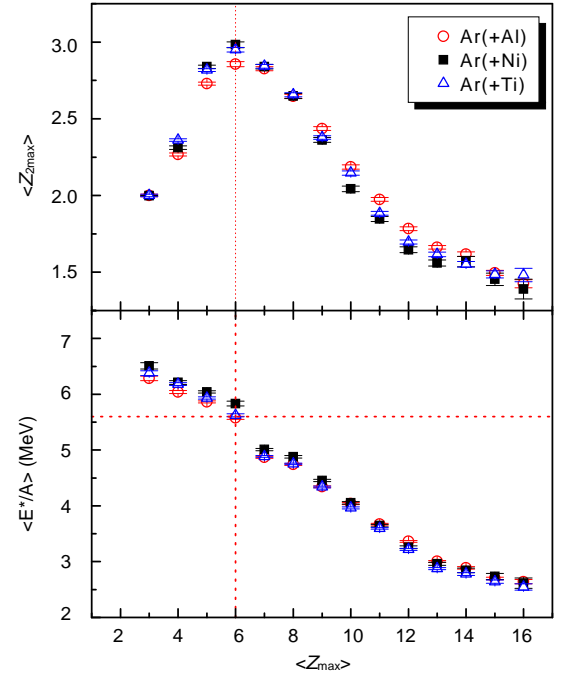 Ar(+Al)
Ar(+Ni)
Ar(+Ti)
<Z2max>
3.0
2.5
2.0
1.5
<E*/A> (MeV)
7
6
5
4
3
2
2 4 6 8 10 12 14 16
<Zmax>